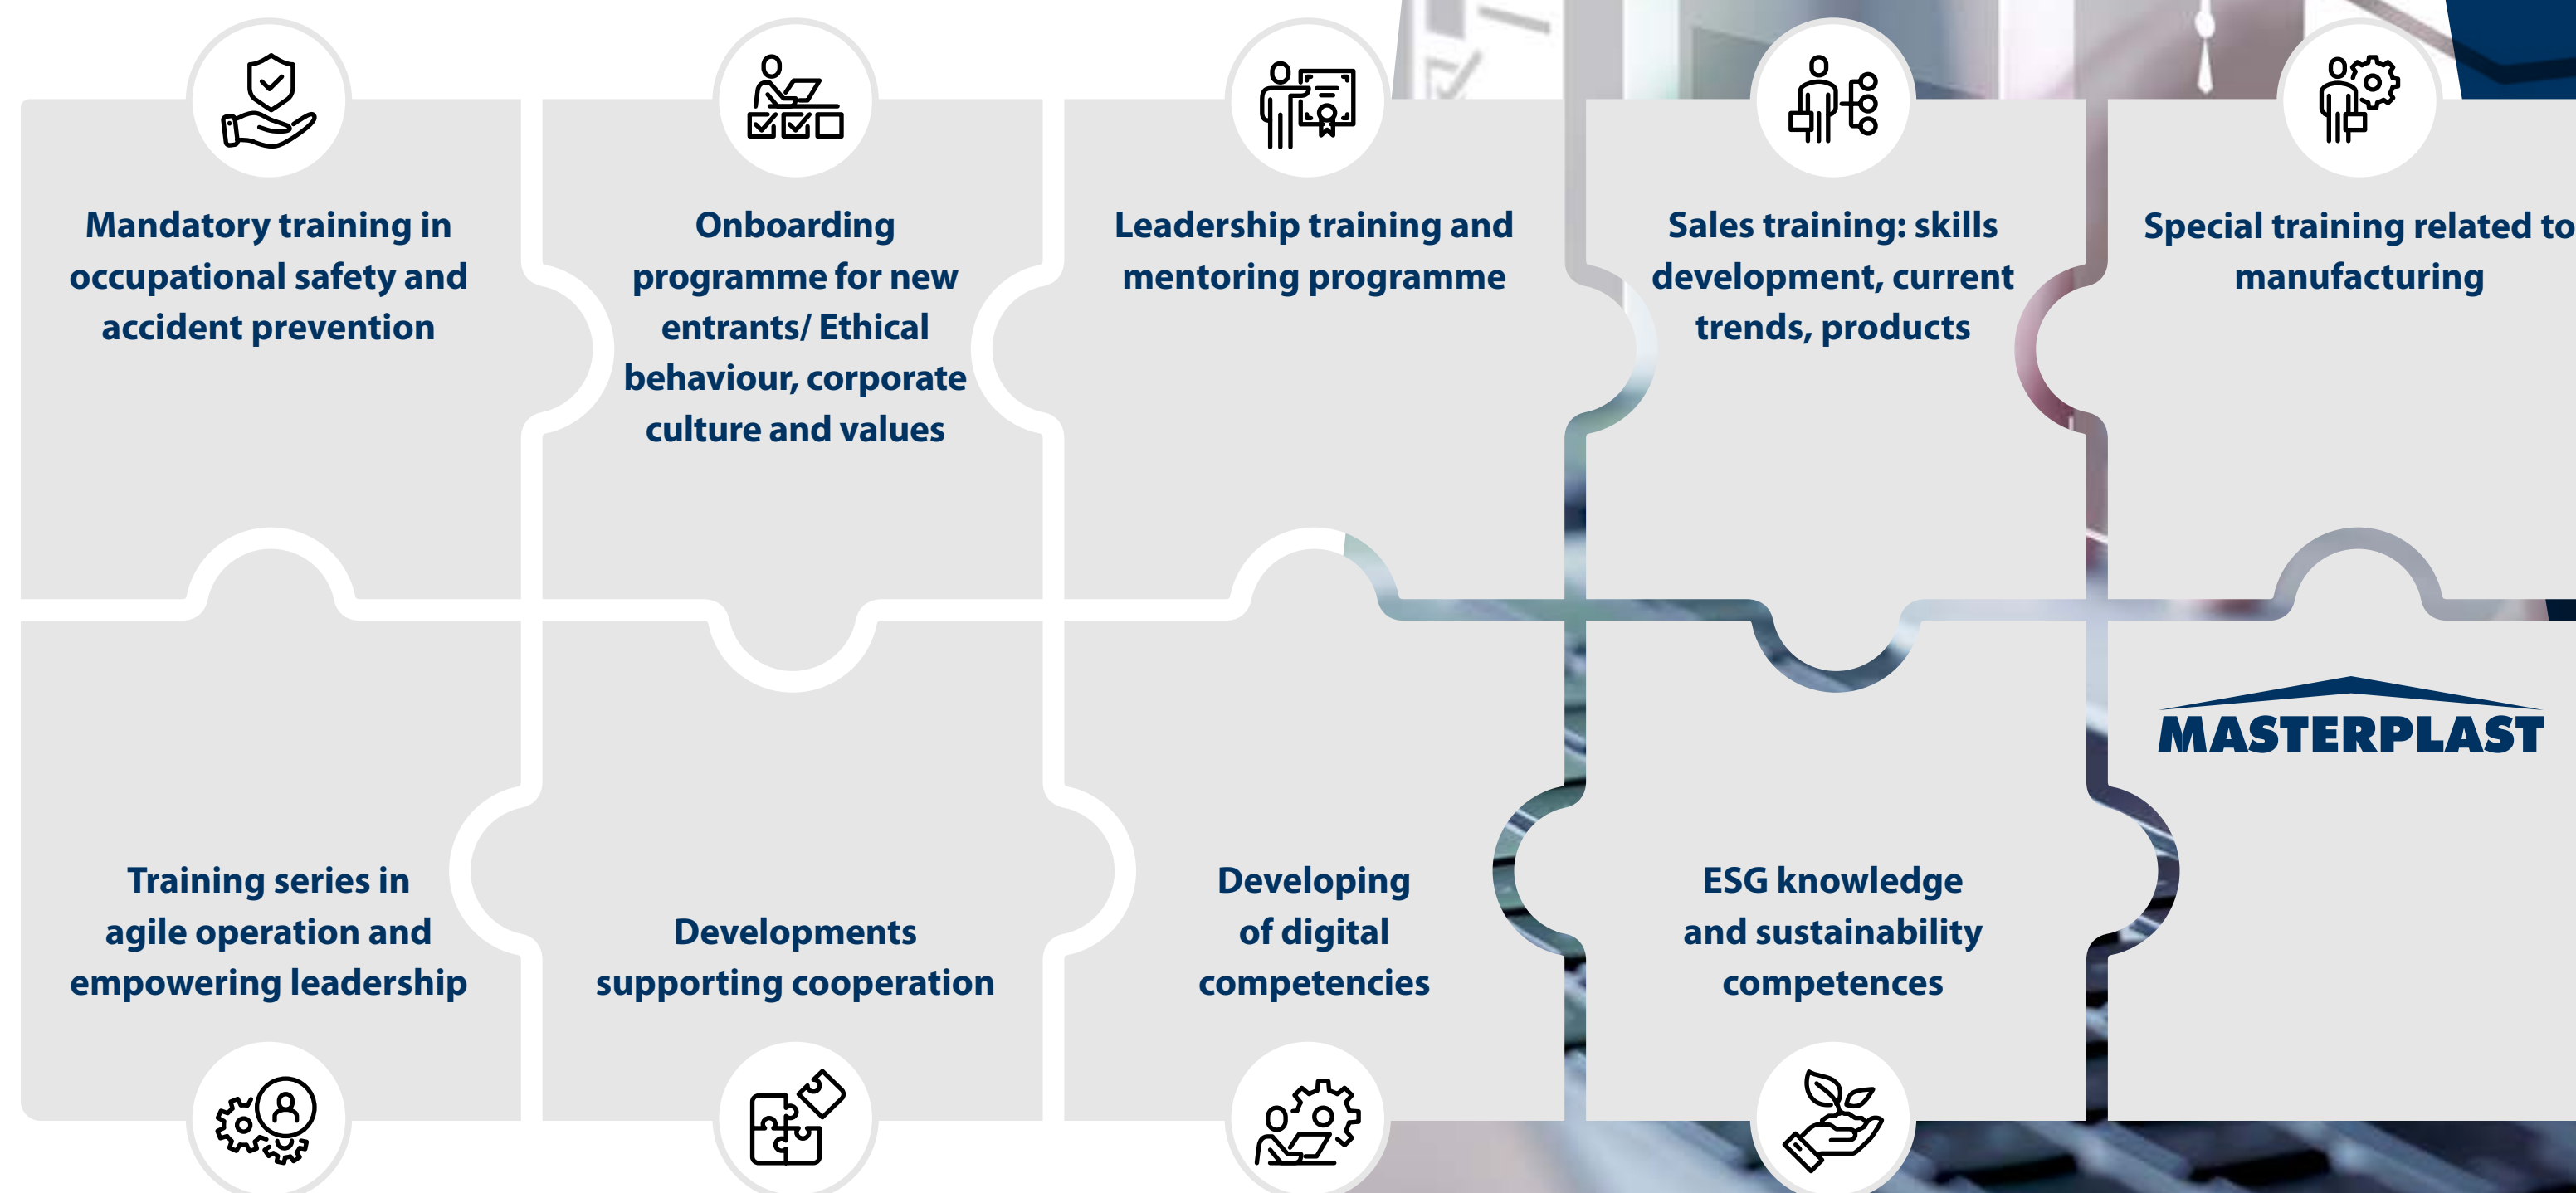 Mandatory training in
occupational safety and
accident prevention
Onboarding
programme for new
entrants/ Ethical
behaviour, corporate
culture and values
Leadership training and
mentoring programme
Sales training: skills
development, current
trends, products
Special training related to
manufacturing
Training series in
agile operation and
empowering leadership
Developments
supporting cooperation
Developing
of digital
competencies
ESG knowledge
and sustainability
competences
MASTERPLAST